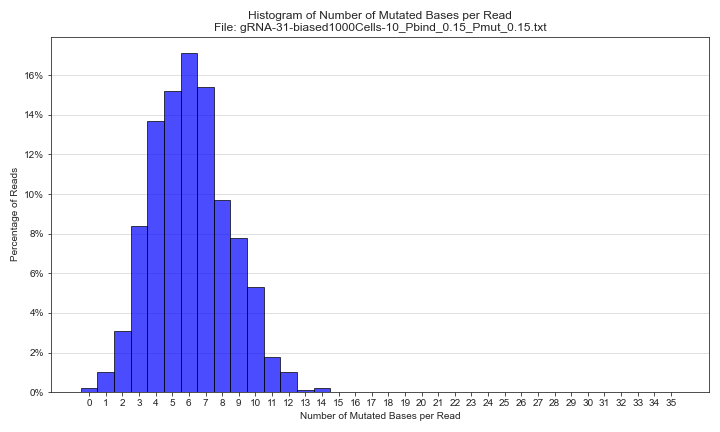 Histogram of Number of Mutated Bases per Read
File: gRNA-31-biased1000Cells-10_Pbind_0.15_Pmut_0.15.txt
Percentage of Reads
16%
14%
12%
10%
8%
6%
4%
2%
0%
0 1 2 3 4 5 6 7 8 9 10 11 12 13 14 15 16 17 18 19 20 21 22 23 24 25 26 27 28 29 30 31 32 33 34 35
Number of Mutated Bases per Read